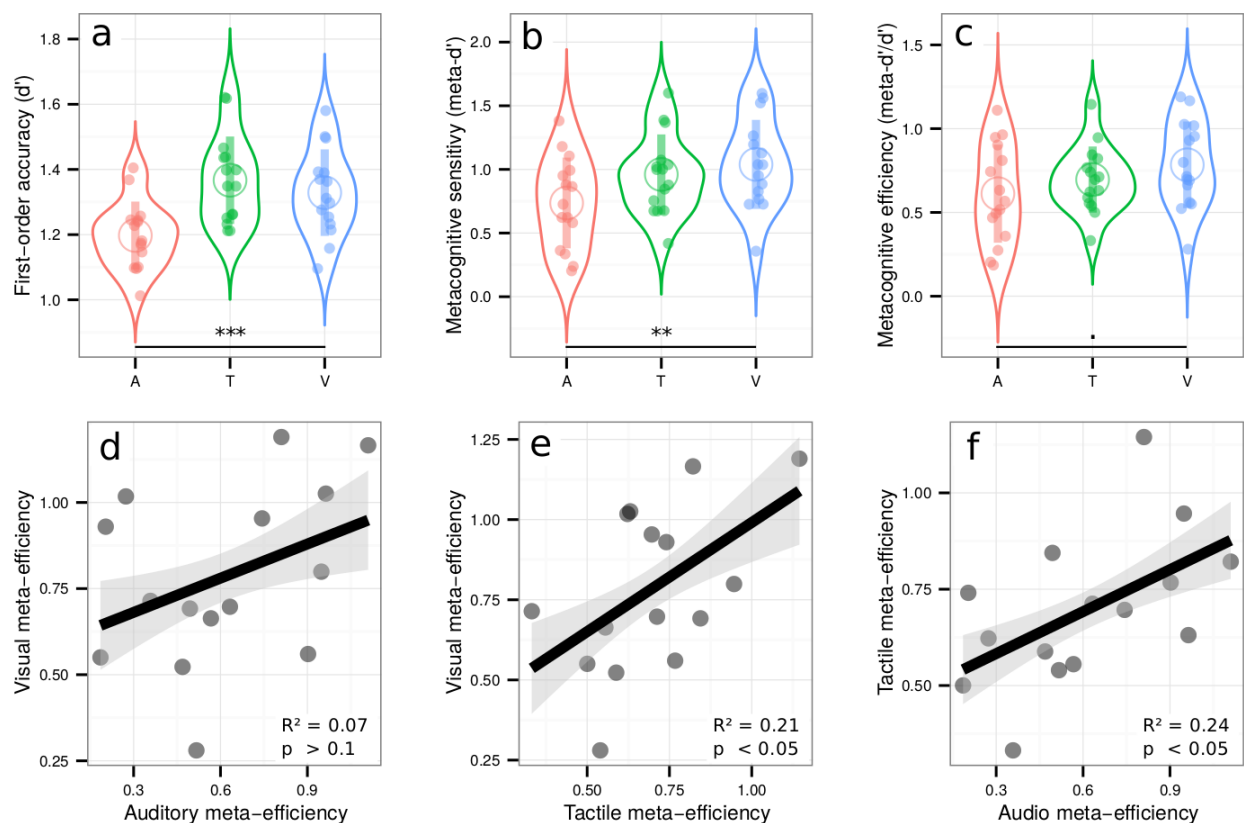 a
First−order accuracy (d')
1.8
1.6
1.4
1.2
1.0
***
A
T
V
b
Metacognitive sensitivy (meta-d')
2.0
1.5
1.0
0.5
0.0
**
A
T
V
c
Metacognitive efficiency (meta-d'/d')
1.5
1.0
0.5
0.0
.
A
T
V
d
Visual meta−efficiency
1.00
0.75
0.50
0.25
R² = 0.07
p > 0.1
0.3
0.6
0.9
Auditory meta−efficiency
e
Visual meta−efficiency
1.25
1.00
0.75
0.50
0.25
R² = 0.21
p < 0.05
0.50
0.75
1.00
Tactile meta−efficiency
f
Tactile meta−efficiency
1.00
0.75
0.50
R² = 0.24
p < 0.05
0.3
0.6
0.9
Audio meta−efficiency